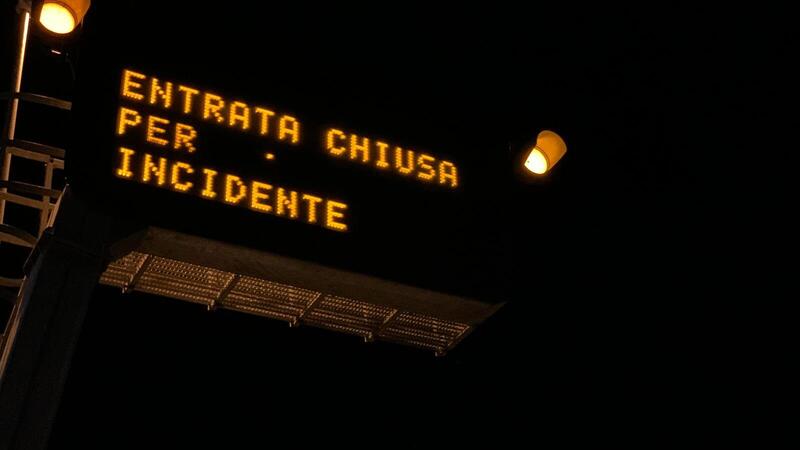 ENTRATA CHIUSA
PER
INCIDENTE